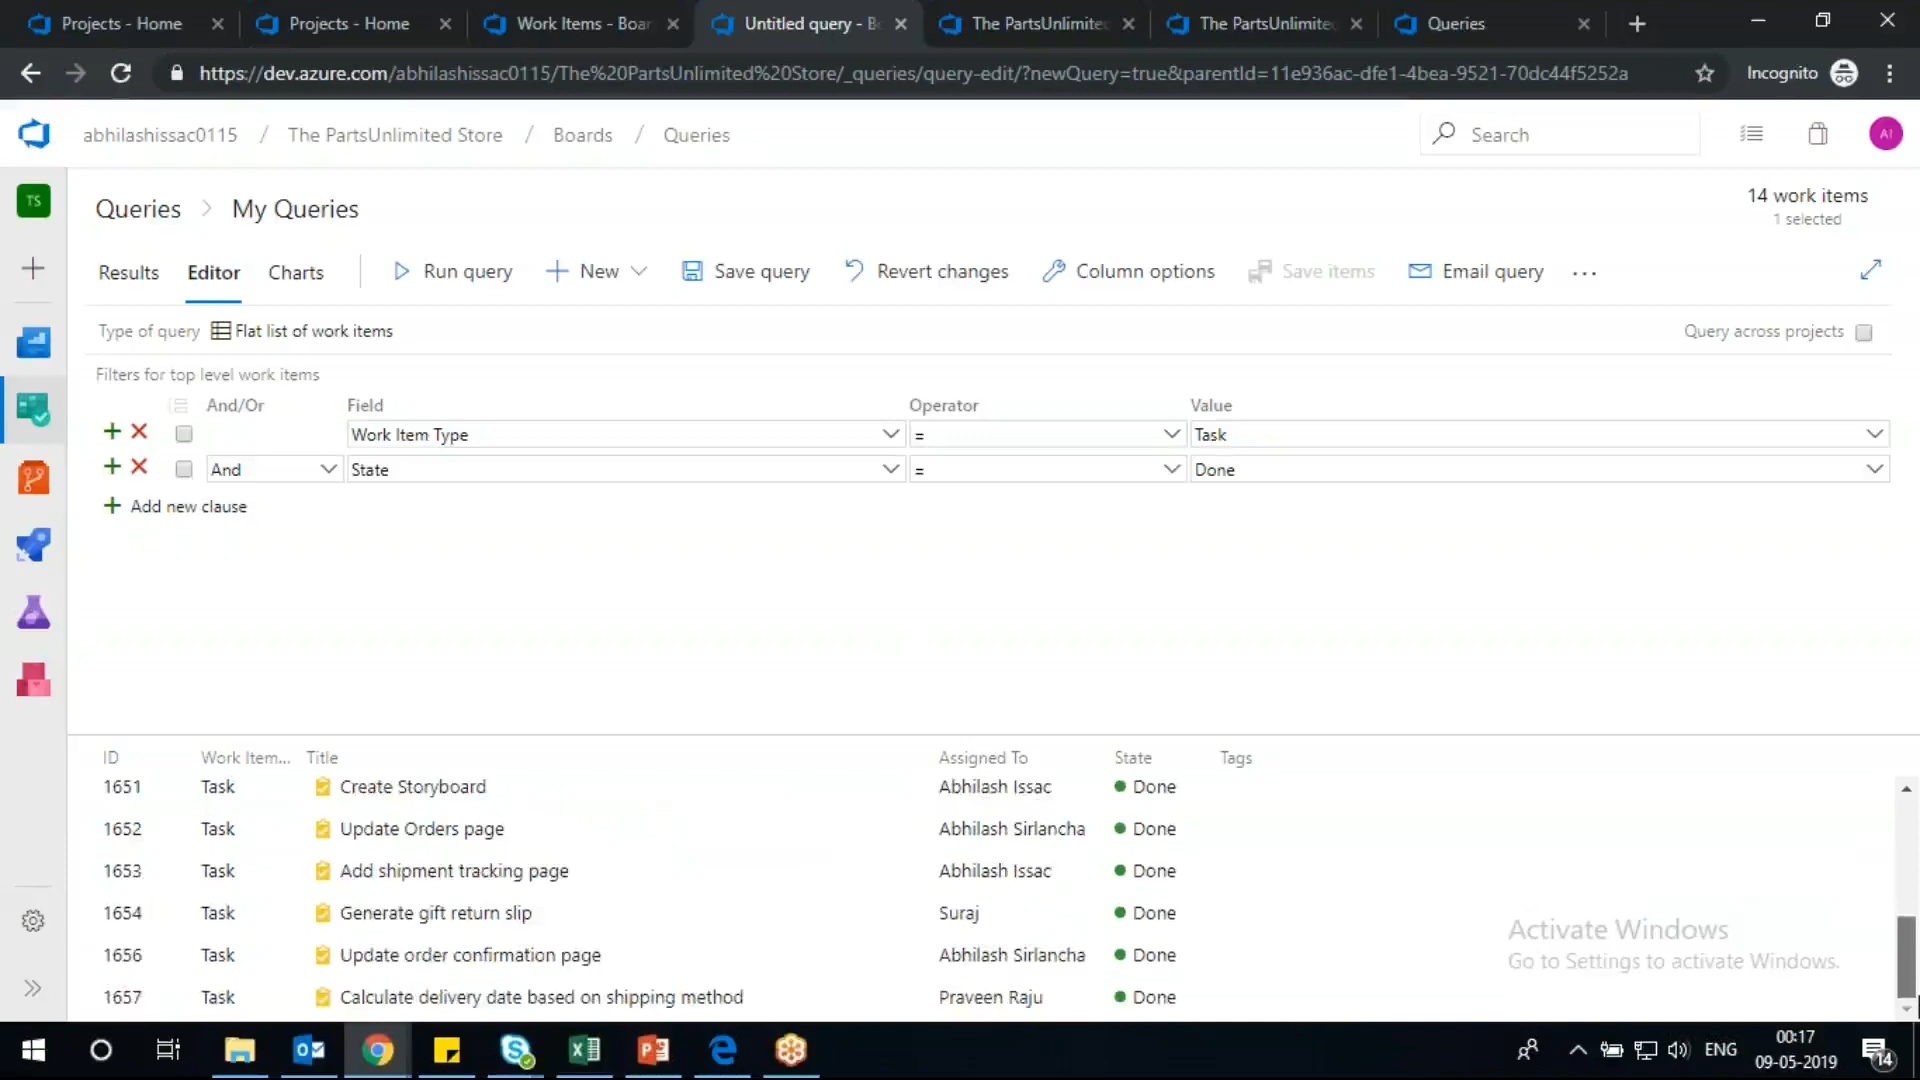 Projects - Home
Projects - Home
Work Items - Boar
Untitled query - Bo
The PartsUnlimited
The PartsUnlimited
Queries
https://dev.azure.com/abhilashissac0115/The%20PartsUnlimited%20Store/_queries/query-edit/?newQuery=true&parentId=11e936ac-dfe1-4bea-9521-70dc44f5252a
Incognito
abhilashissac0115 / The PartsUnlimited Store / Boards / Queries
Search
AI
TS
Queries > My Queries
14 work items
1 selected
Results Editor Charts Run query New Save query Revert changes Column options Save items Email query ...
Type of query Flat list of work items
Query across projects
Filters for top level work items
And/Or Field Operator Value
Work Item Type = Task
And State = Done
Add new clause
ID Work Item... Title Assigned To State Tags
1651 Task Create Storyboard Abhilash Issac Done
1652 Task Update Orders page Abhilash Sirlancha Done
1653 Task Add shipment tracking page Abhilash Issac Done
1654 Task Generate gift return slip Suraj Done
1656 Task Update order confirmation page Abhilash Sirlancha Done
1657 Task Calculate delivery date based on shipping method Praveen Raju Done
Activate Windows
Go to Settings to activate Windows.
ENG
00:17
09-05-2019
14